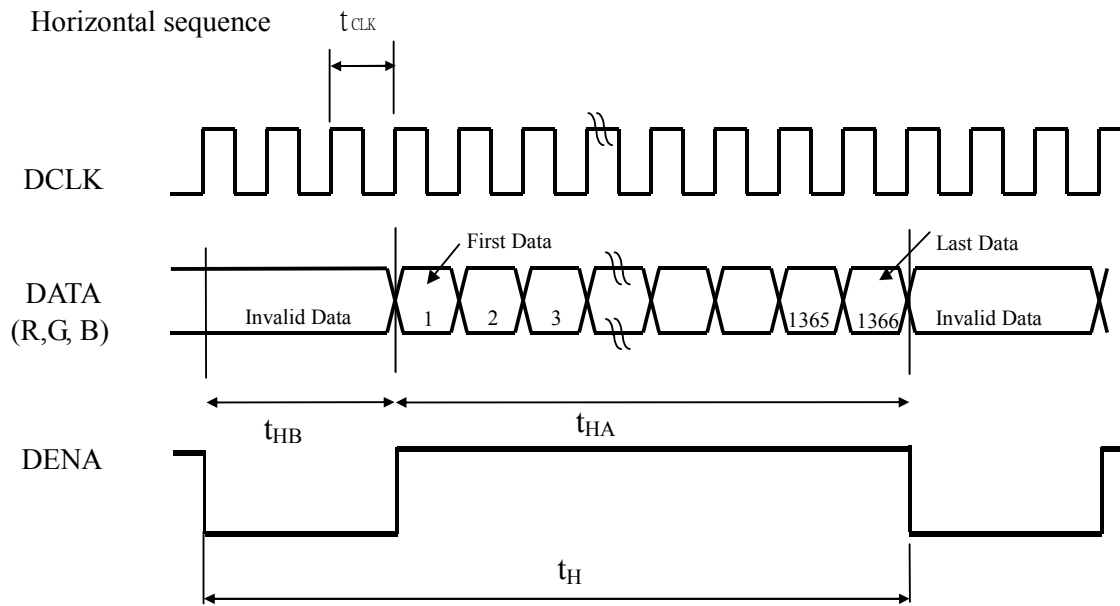 Horizontal sequence
tCLK
DCLK
First Data
Last Data
DATA
(R,G, B)
Invalid Data
1
2
3
1365
1366
Invalid Data
tHB
tHA
DENA
tH